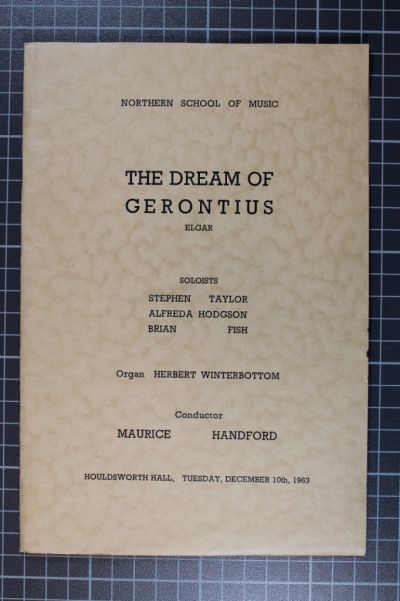 NORTHERN SCHOOL OF MUSIC
THE DREAM OF
GERONTIUS
ELGAR
SOLOISTS
STEPHEN TAYLOR
ALFREDA HODGSON
BRIAN FISH
Organ HERBERT WINTERBOTTOM
Conductor
MAURICE HANDFORD
HOULDSWORTH HALL, TUESDAY, DECEMBER 10th, 1963